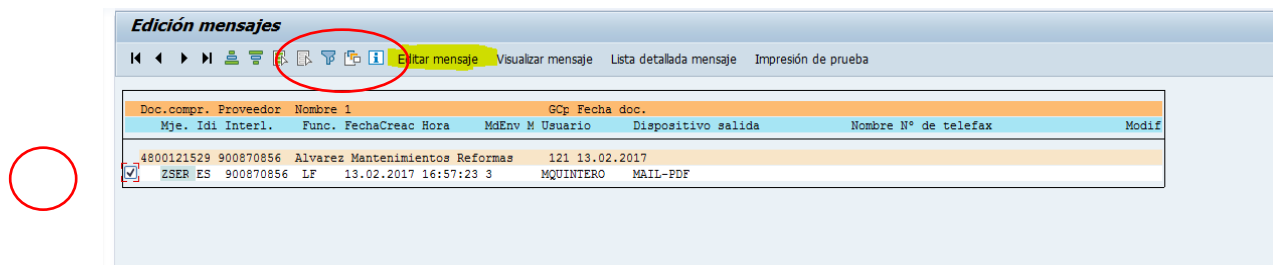 Edición mensajes
Editar mensaje Visualizar mensaje Lista detallada mensaje Impresión de prueba
Doc.compr. Proveedor Nombre 1 GCp Fecha doc.
Mje. Idi Interl. Func. FechaCreac Hora MdEnv M Usuario Dispositivo salida Nombre Nº de telefax Modif
4800121529 900870856 Alvarez Mantenimientos Reformas 121 13.02.2017
ZSER ES 900870856 LF 13.02.2017 16:57:23 3 MQUINTERO MAIL-PDF